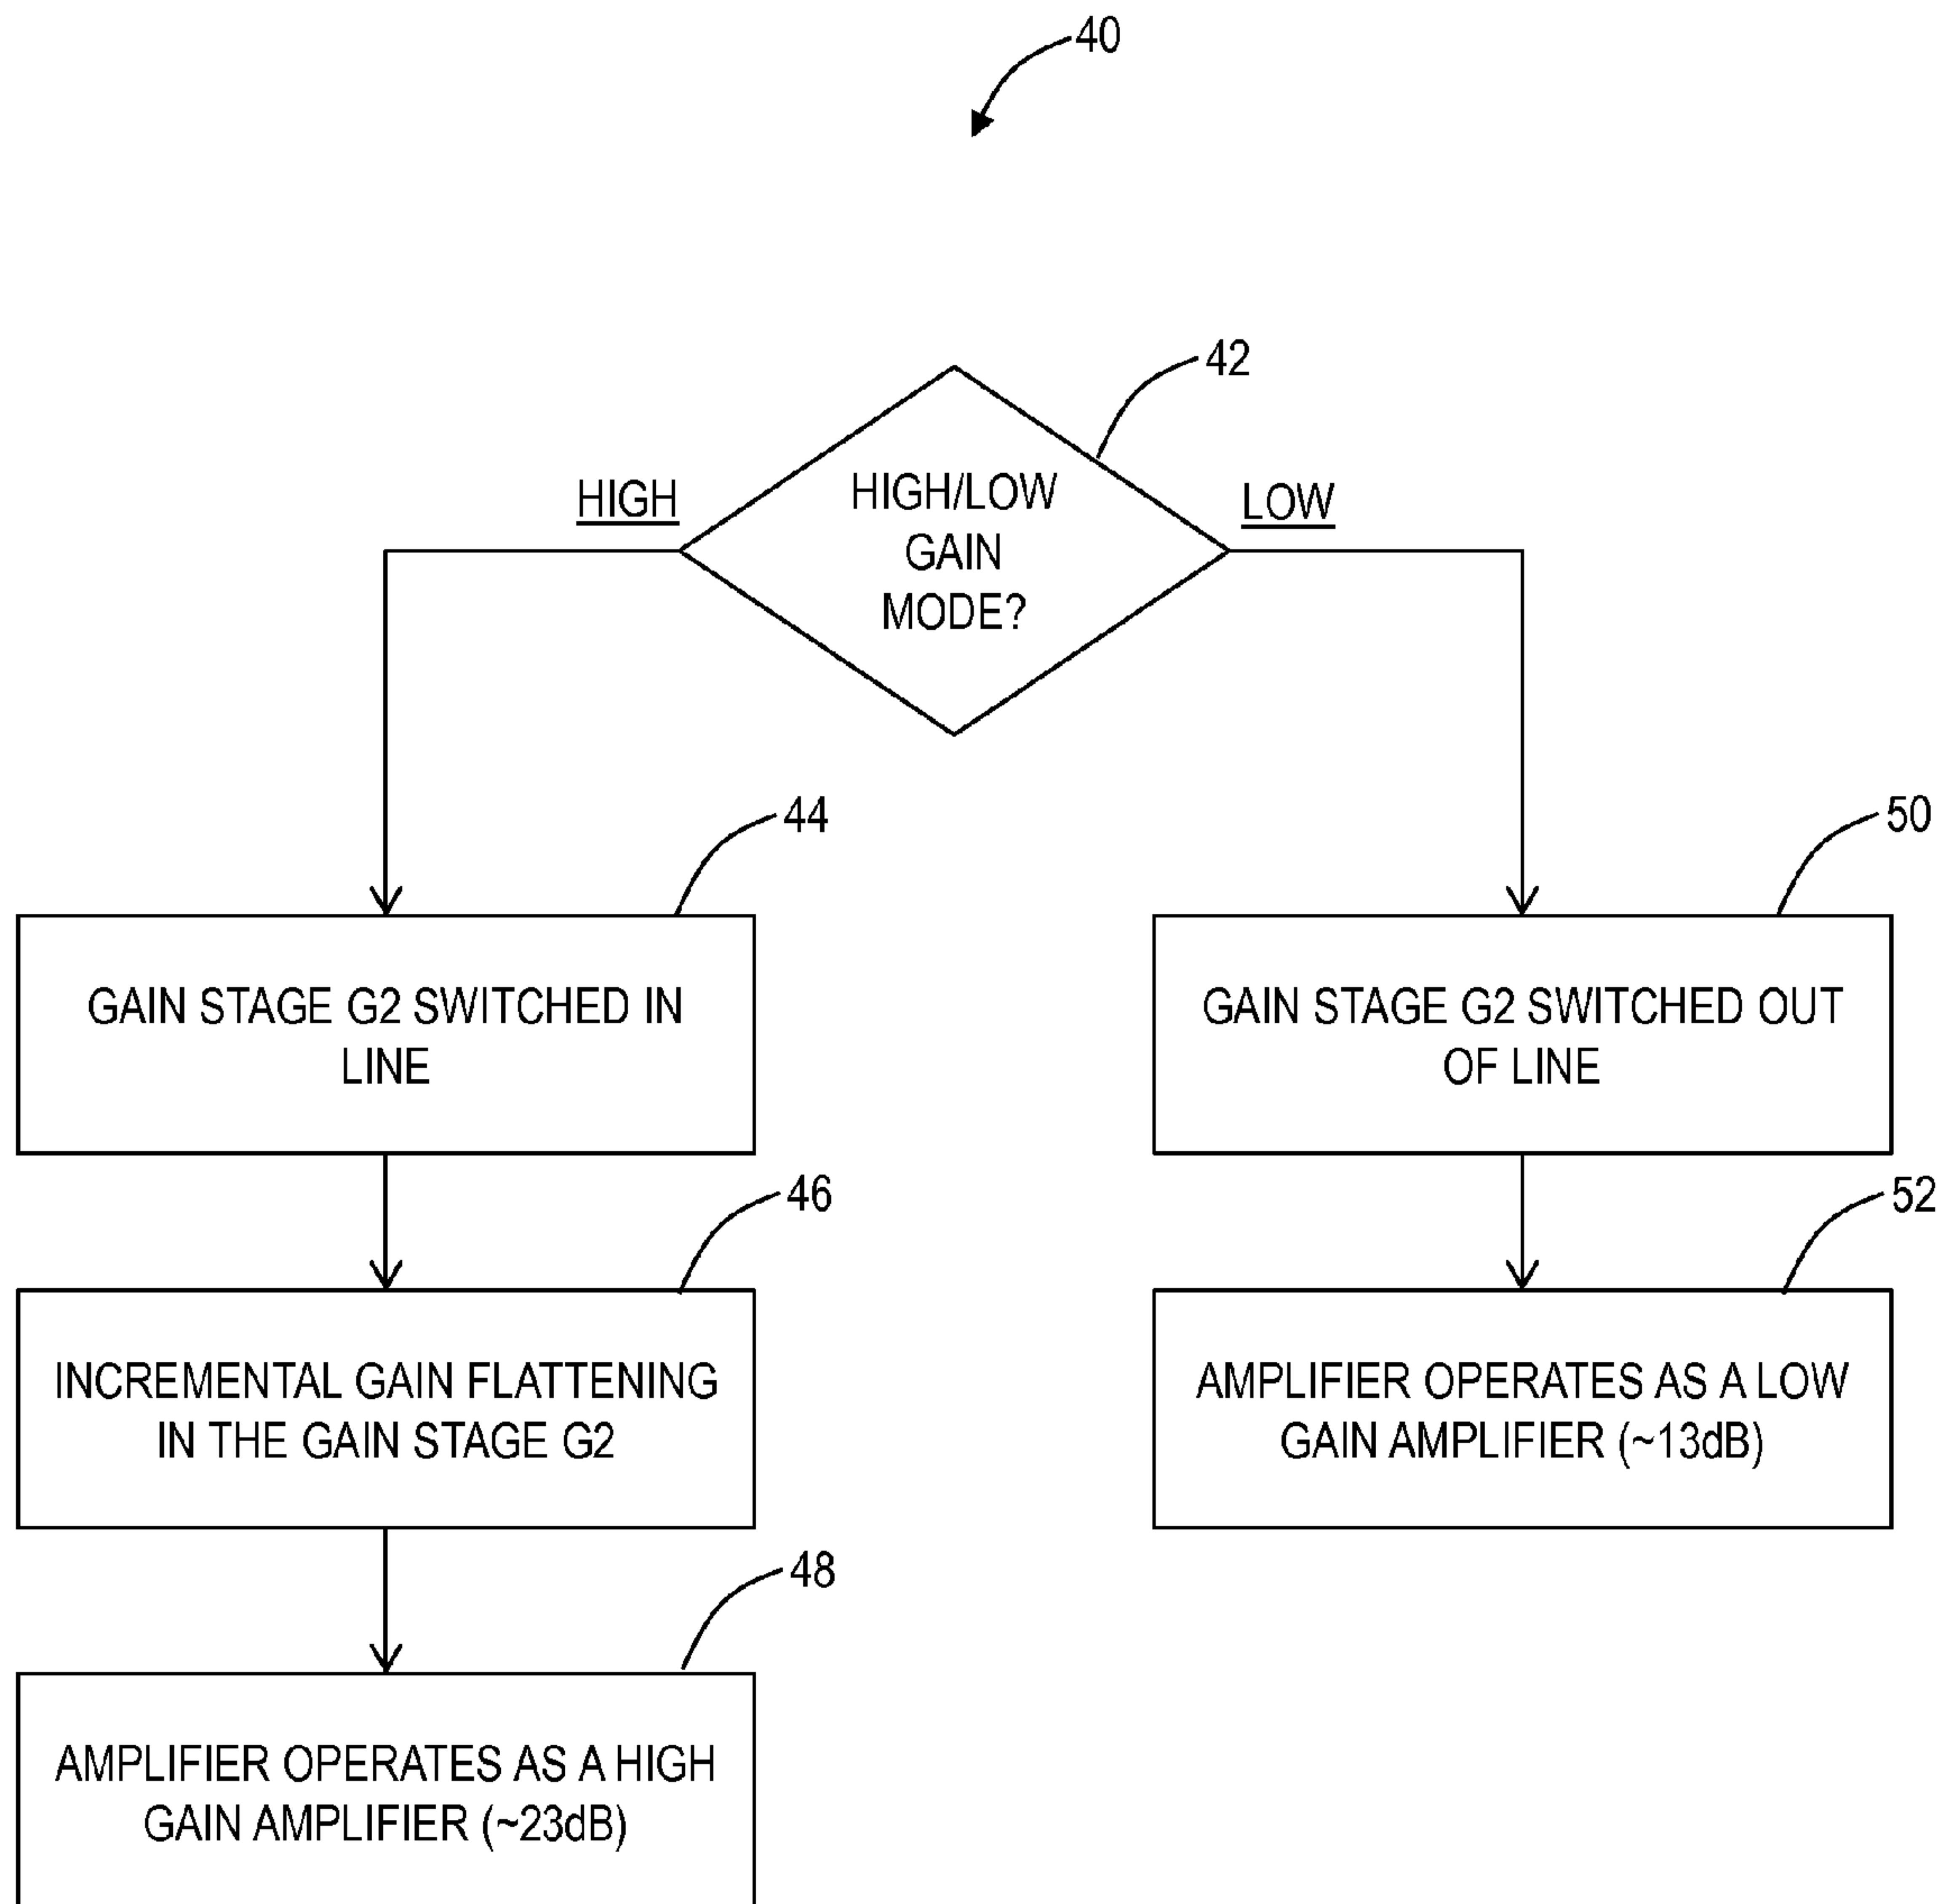 40
42
HIGH
HIGH/LOW
GAIN
MODE?
LOW
44
GAIN STAGE G2 SWITCHED IN
LINE
50
GAIN STAGE G2 SWITCHED OUT
OF LINE
46
INCREMENTAL GAIN FLATTENING
IN THE GAIN STAGE G2
52
AMPLIFIER OPERATES AS A LOW
GAIN AMPLIFIER (~13dB)
48
AMPLIFIER OPERATES AS A HIGH
GAIN AMPLIFIER (~23dB)